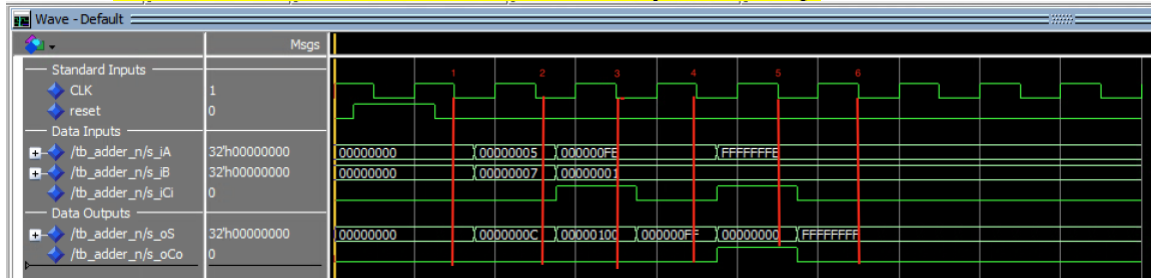 Wave - Default
Msgs
Standard Inputs
1 2 3 4 5 6
CLK 1
reset 0
Data Inputs
/tb_adder_n/s_iA 32'h00000000 00000000 00000005 000000FE FFFFFFFE
/tb_adder_n/s_iB 32'h00000000 00000000 00000007 00000001
/tb_adder_n/s_iCi 0
Data Outputs
/tb_adder_n/s_oS 32'h00000000 00000000 0000000C 00000100 000000FF 00000000 FFFFFFFF
/tb_adder_n/s_oCo 0